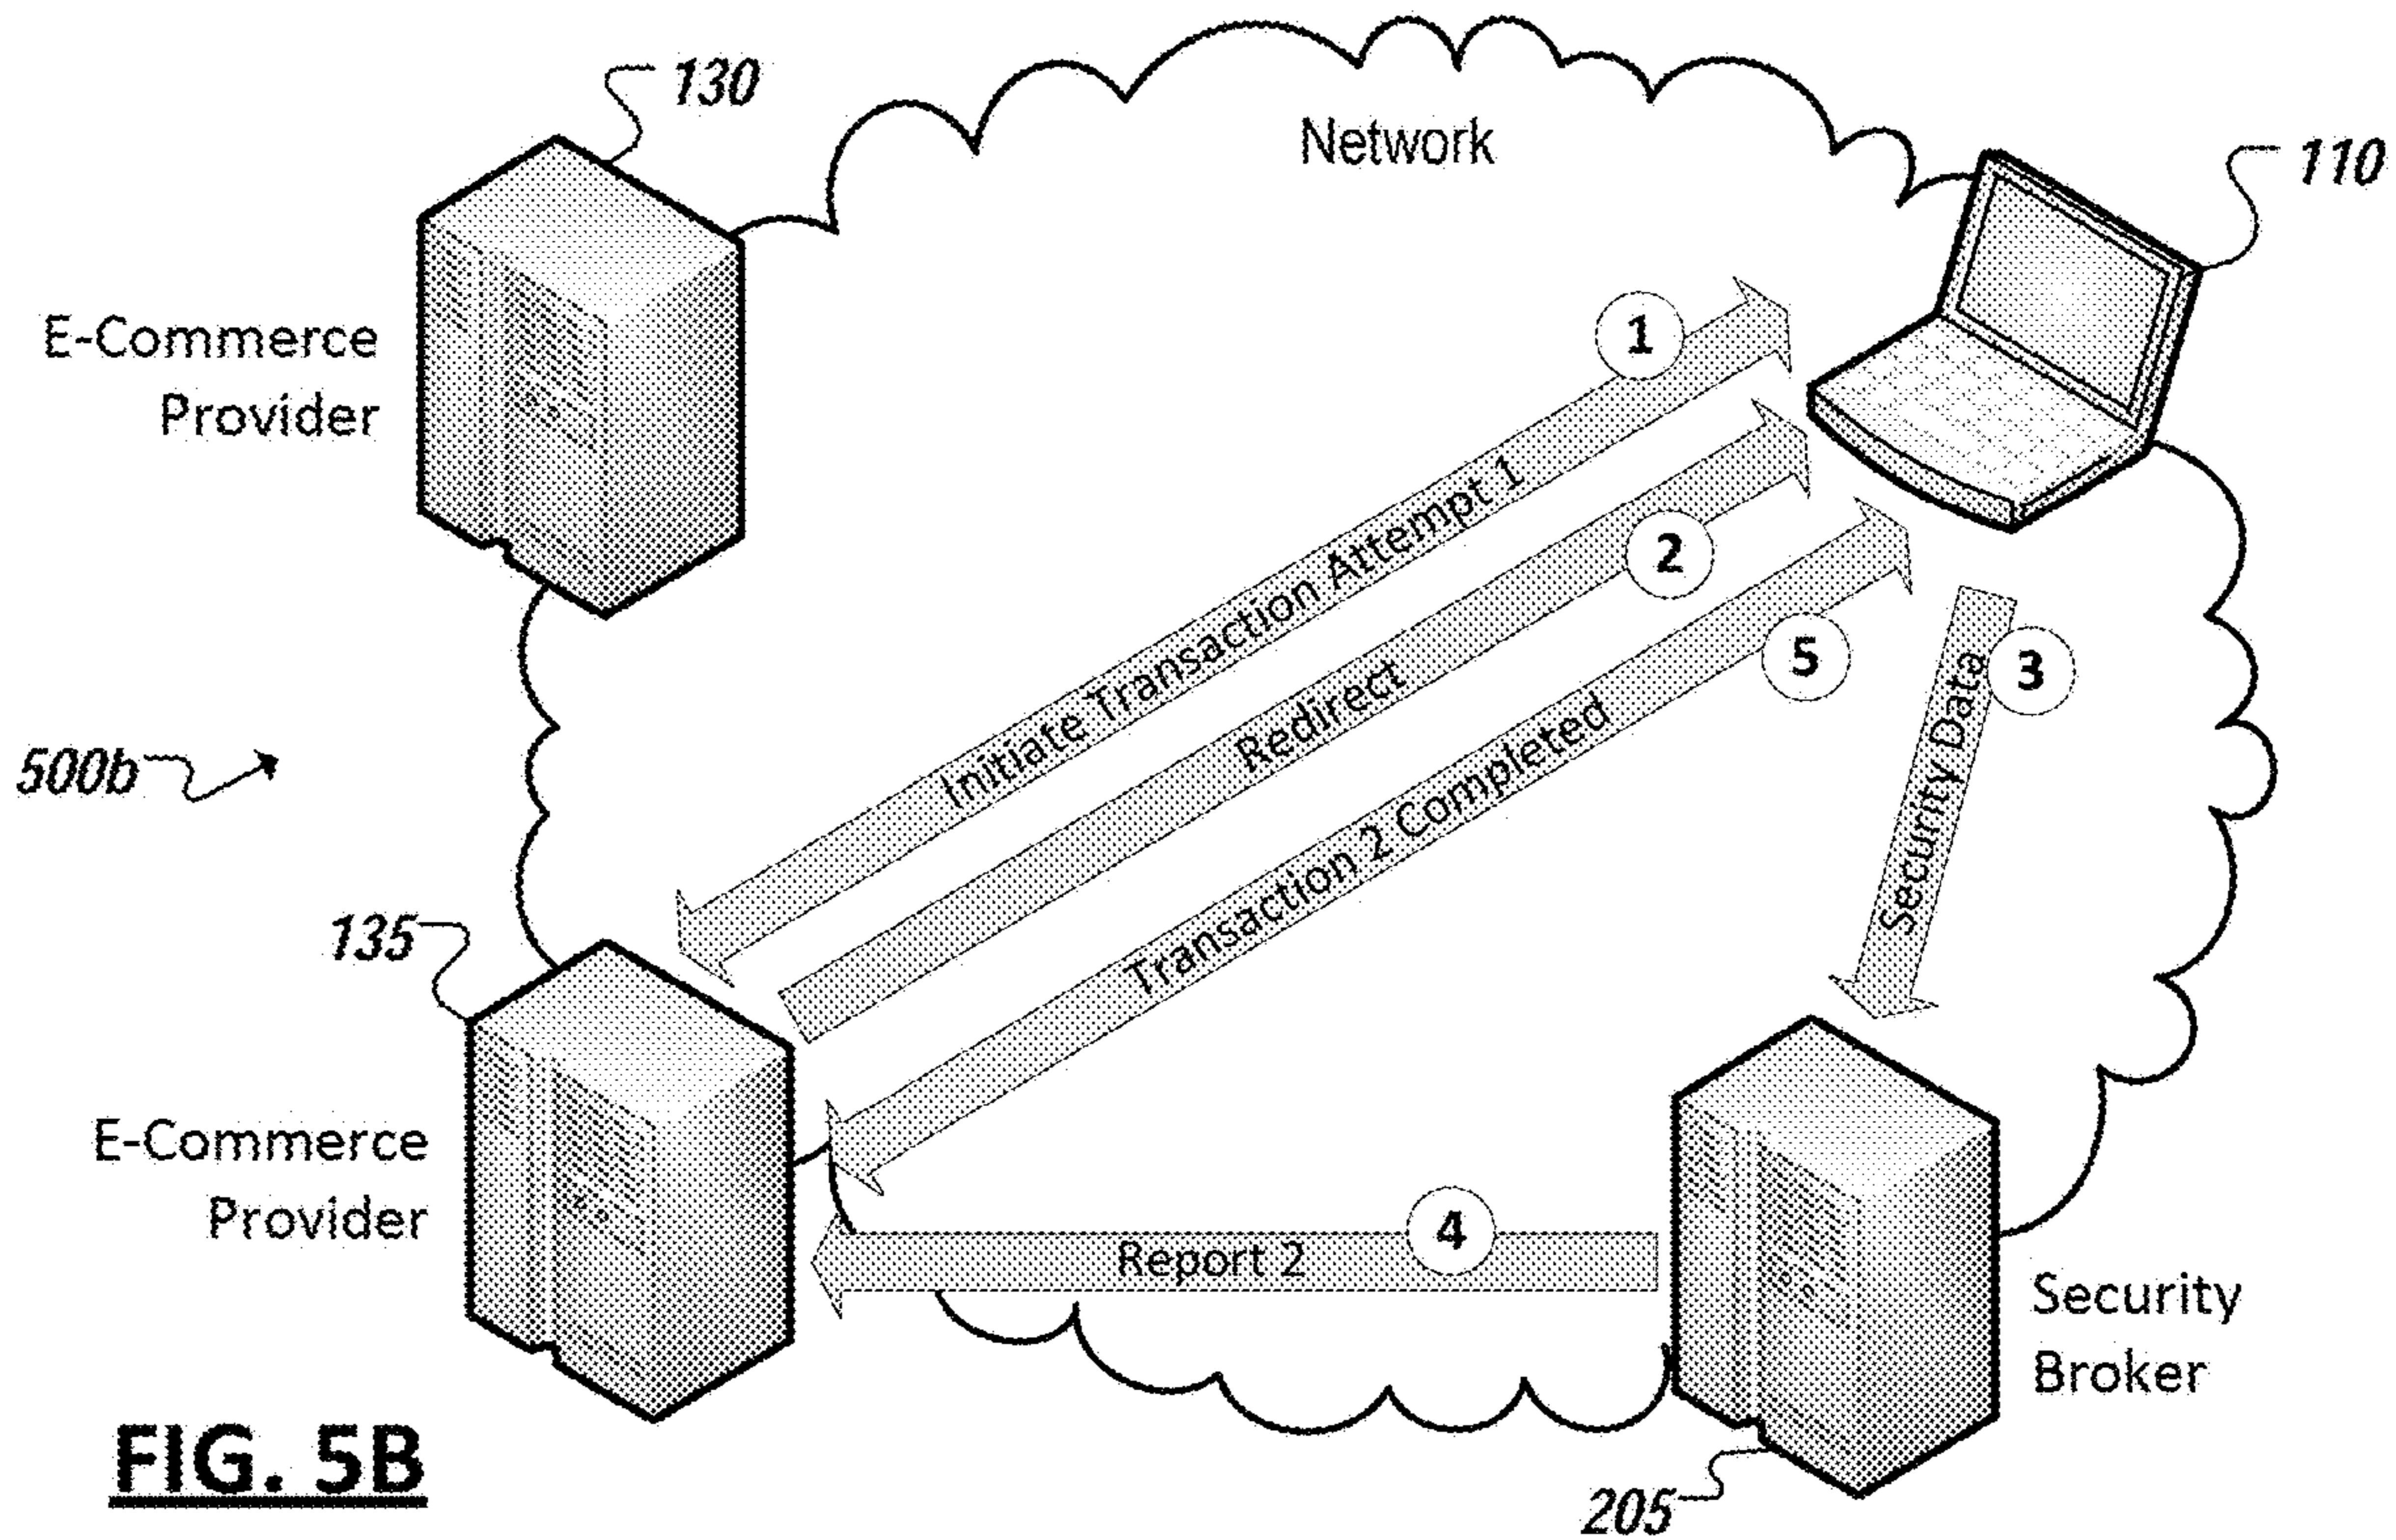 130
Network
110
E-Commerce
Provider
1
Initiate Transaction Attempt 1
2
Redirect
5
Transaction 2 Completed
3
Security Data
500b
135
E-Commerce
Provider
4
Report 2
Security
Broker
205
FIG. 5B